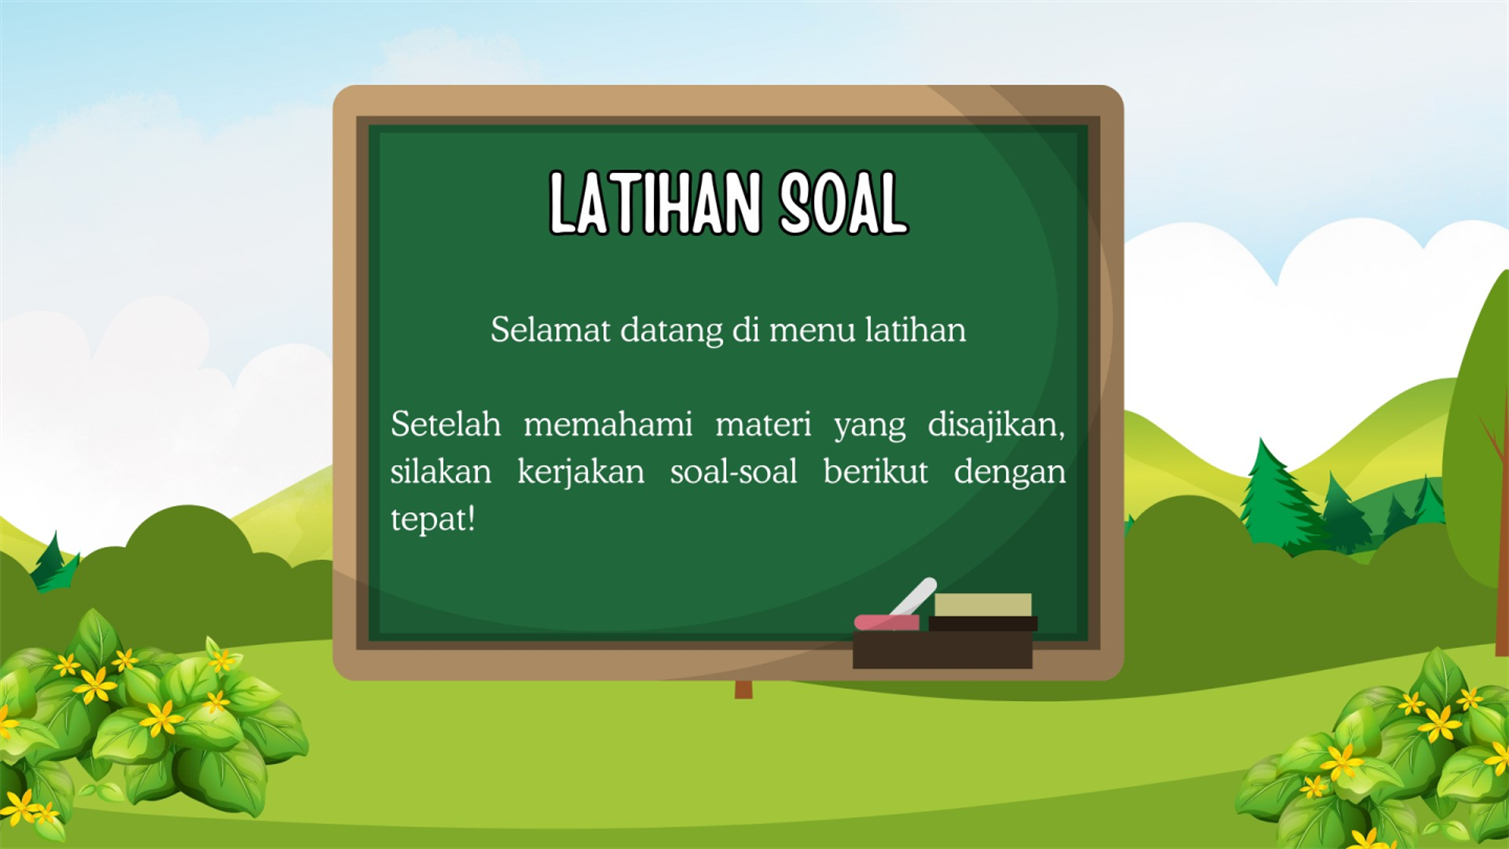 LATIHAN SOAL
Selamat datang di menu latihan
Setelah memahami materi yang disajikan,
silakan kerjakan soal-soal berikut dengan
tepat!